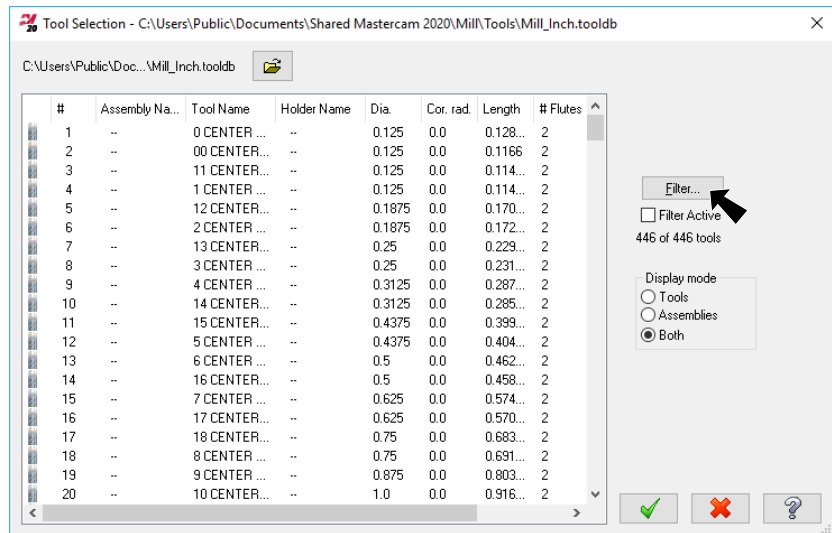 20 Tool Selection - C:\Users\Public\Documents\Shared Mastercam 2020\Mill\Tools\Mill_Inch.tooldb
C:\Users\Public\Doc...\Mill_Inch.tooldb
# Assembly Na... Tool Name Holder Name Dia. Cor. rad. Length # Flutes
1 -- 0 CENTER ... -- 0.125 0.0 0.128... 2
2 -- 00 CENTER... -- 0.125 0.0 0.1166 2
3 -- 11 CENTER... -- 0.125 0.0 0.114... 2
4 -- 1 CENTER ... -- 0.125 0.0 0.114... 2
5 -- 12 CENTER... -- 0.1875 0.0 0.170... 2
6 -- 2 CENTER ... -- 0.1875 0.0 0.172... 2
7 -- 13 CENTER... -- 0.25 0.0 0.229... 2
8 -- 3 CENTER ... -- 0.25 0.0 0.231... 2
9 -- 4 CENTER ... -- 0.3125 0.0 0.287... 2
10 -- 14 CENTER... -- 0.3125 0.0 0.285... 2
11 -- 15 CENTER... -- 0.4375 0.0 0.399... 2
12 -- 5 CENTER ... -- 0.4375 0.0 0.404... 2
13 -- 6 CENTER ... -- 0.5 0.0 0.462... 2
14 -- 16 CENTER... -- 0.5 0.0 0.458... 2
15 -- 7 CENTER ... -- 0.625 0.0 0.574... 2
16 -- 17 CENTER... -- 0.625 0.0 0.570... 2
17 -- 18 CENTER... -- 0.75 0.0 0.683... 2
18 -- 8 CENTER ... -- 0.75 0.0 0.691... 2
19 -- 9 CENTER ... -- 0.875 0.0 0.803... 2
20 -- 10 CENTER... -- 1.0 0.0 0.916... 2
Filter...
Filter Active
446 of 446 tools
Display mode
Tools
Assemblies
Both